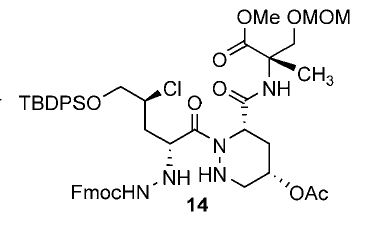 OMe OMOM
O
CH3
NH
O
TBDPSO Cl
O
N
HN
NH
FmocHN
OAc
14